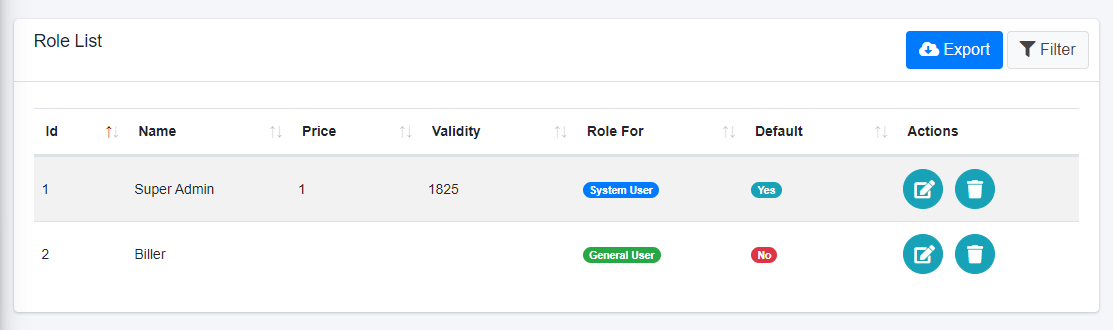 Role List
Export Filter
Id Name Price Validity Role For Default Actions
1 Super Admin 1 1825 System User Yes
2 Biller General User No